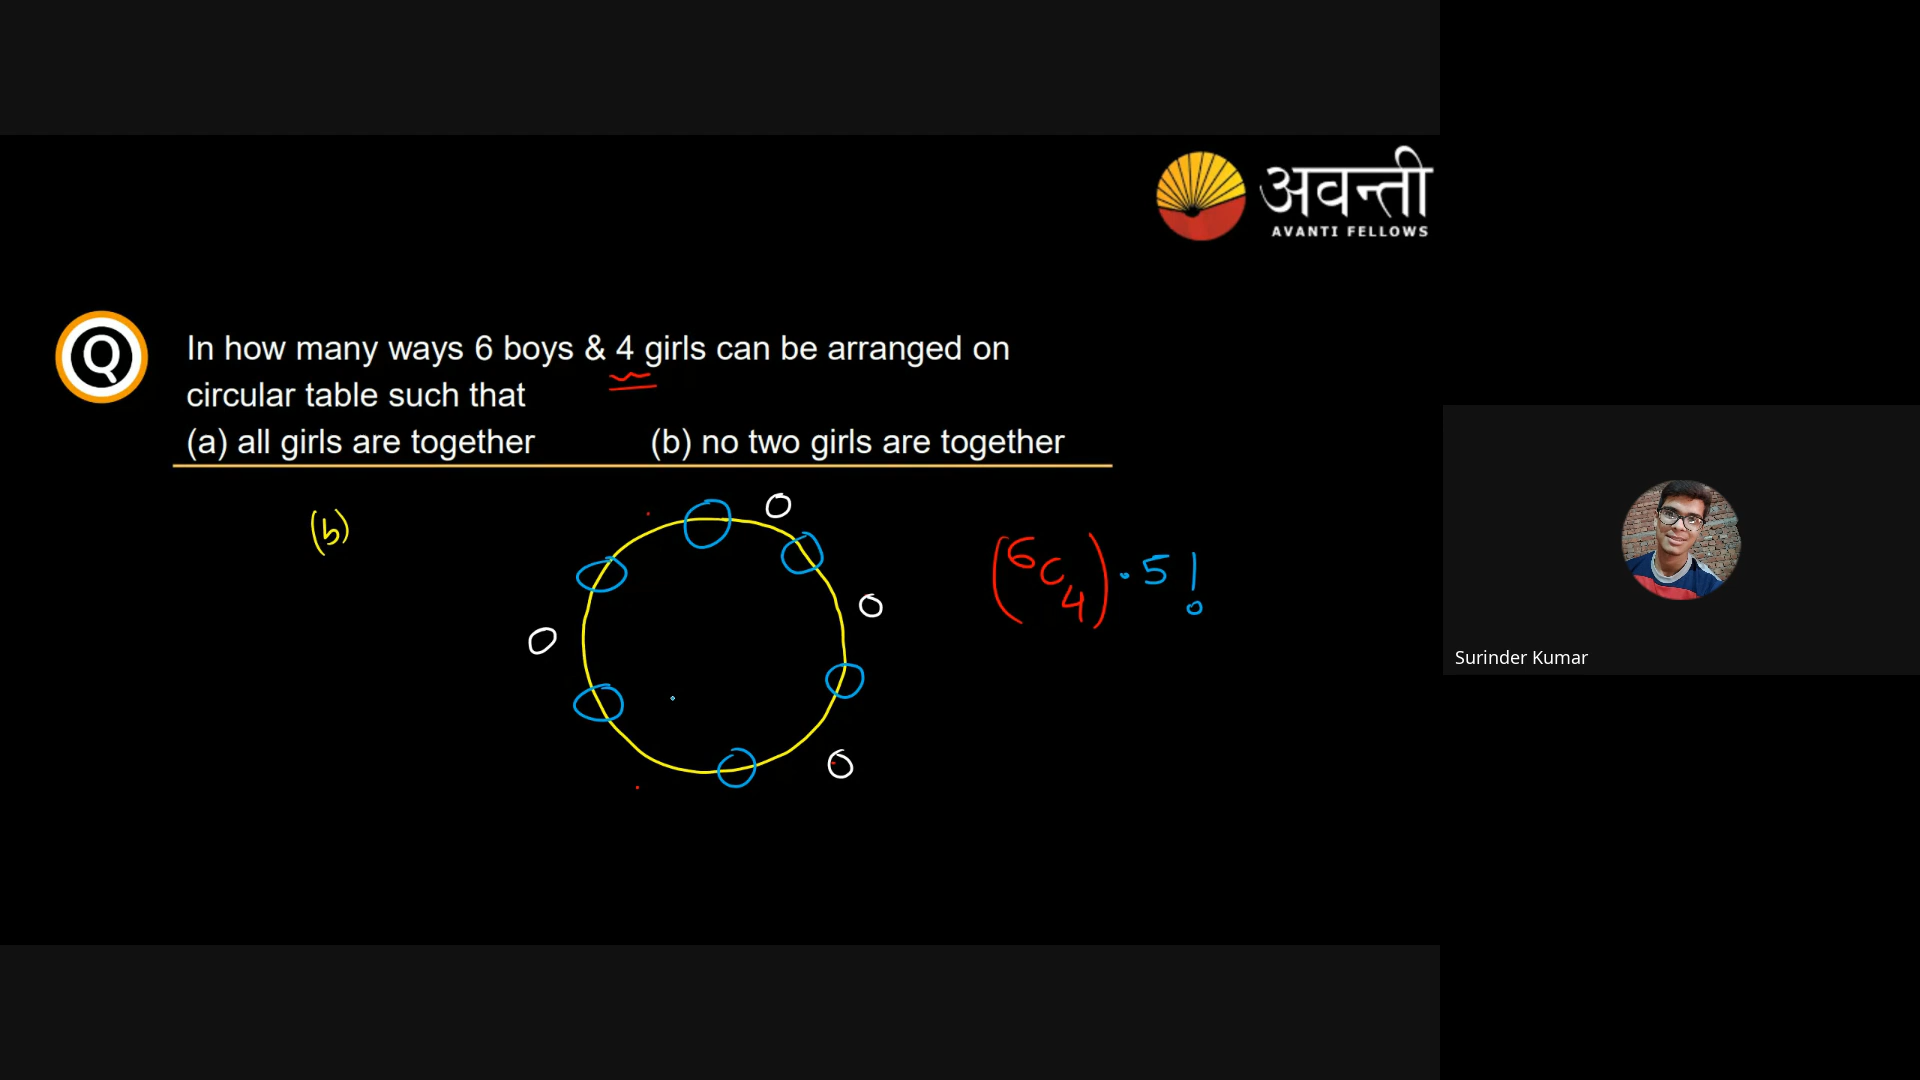 अवन्ती
AVANTI FELLOWS
Q
In how many ways 6 boys & 4 girls can be arranged on
circular table such that
(a) all girls are together (b) no two girls are together
(b)
(⁶C₄) · 5!
Surinder Kumar